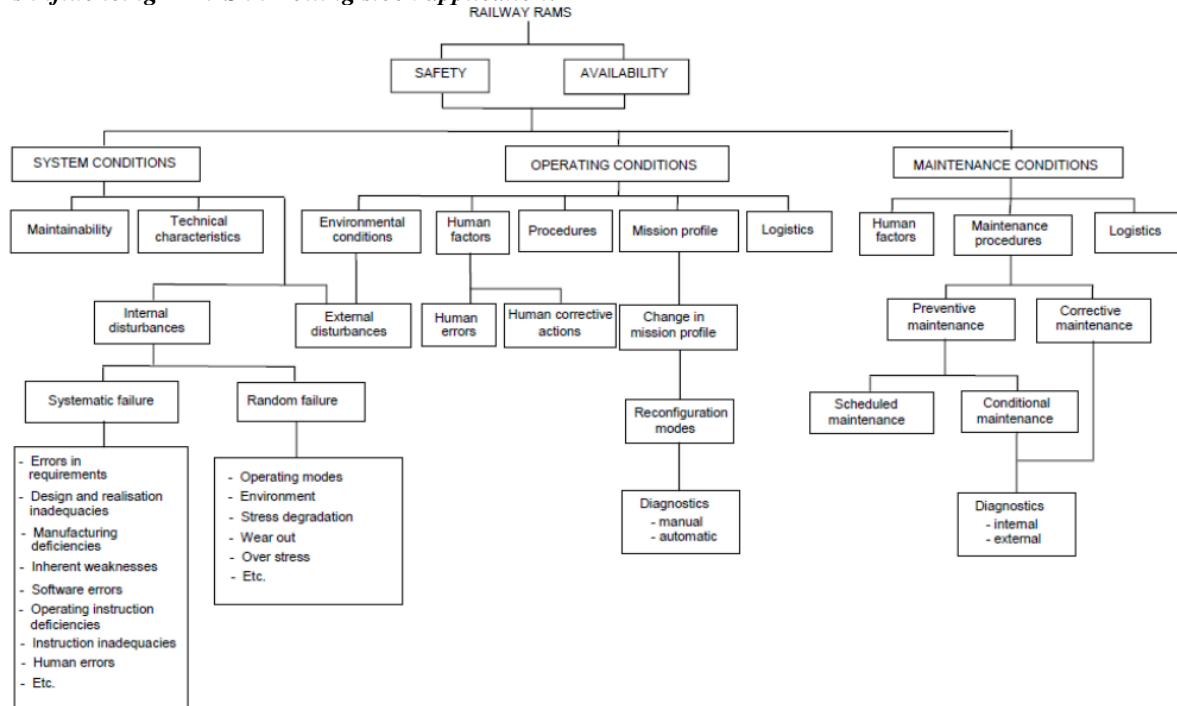 RAILWAY RAMS
SAFETY
AVAILABILITY
SYSTEM CONDITIONS
OPERATING CONDITIONS
MAINTENANCE CONDITIONS
Maintainability
Technical
characteristics
Environmental
conditions
Human
factors
Procedures
Mission profile
Logistics
Human
factors
Maintenance
procedures
Logistics
Internal
disturbances
External
disturbances
Human
errors
Human corrective
actions
Change in
mission profile
Preventive
maintenance
Corrective
maintenance
Systematic failure
Random failure
Reconfiguration
modes
Scheduled
maintenance
Conditional
maintenance
- Errors in
requirements
- Design and realisation
inadequacies
- Manufacturing
deficiencies
- Inherent weaknesses
- Software errors
- Operating instruction
deficiencies
- Instruction inadequacies
- Human errors
- Etc.
- Operating modes
- Environment
- Stress degradation
- Wear out
- Over stress
- Etc.
Diagnostics
- manual
- automatic
Diagnostics
- internal
- external